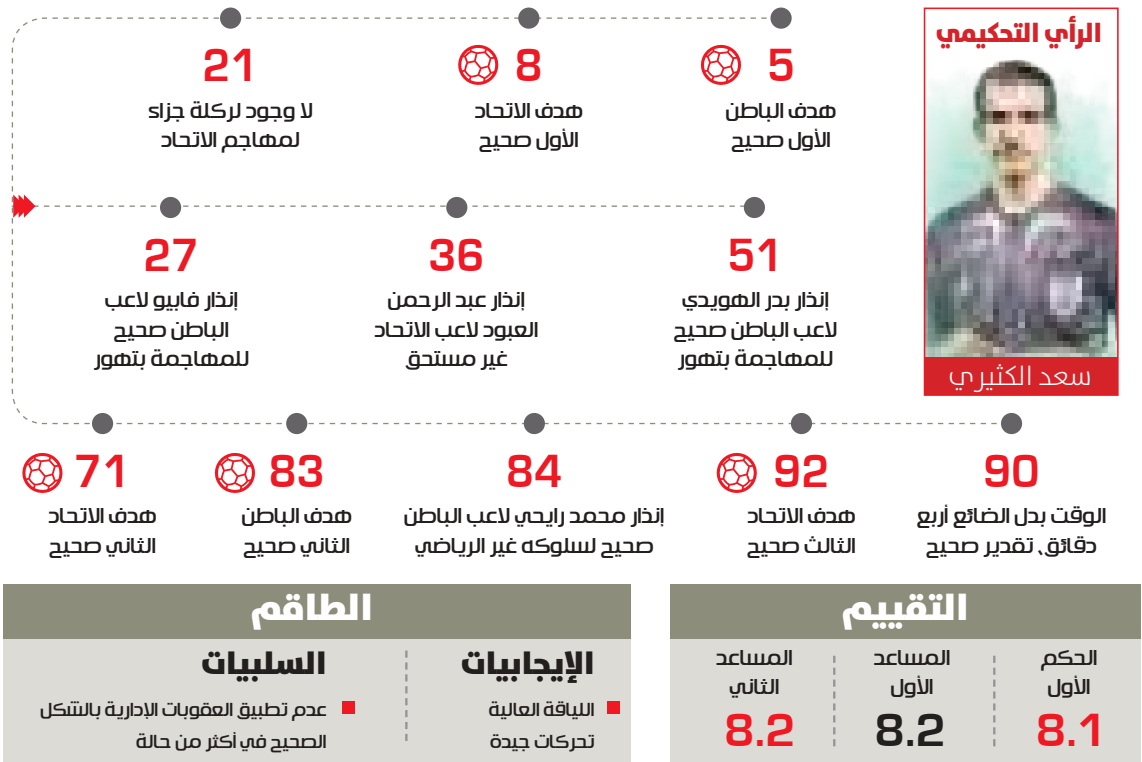 الرأي التحكيمي
سعد الكثيري
5
هدف الباطن
الأول صحيح
8
هدف الاتحاد
الأول صحيح
21
لا وجود لركلة جزاء
لمهاجم الاتحاد
51
إنذار بدر الهويدي
لاعب الباطن صحيح
للمهاجمة بتهور
36
إنذار عبد الرحمن
العبود لاعب الاتحاد
غير مستحق
27
إنذار فابيو لاعب
الباطن صحيح
للمهاجمة بتهور
90
الوقت بدل الضائع أربع
دقائق، تقدير صحيح
92
هدف الاتحاد
الثالث صحيح
84
إنذار محمد رايحي لاعب الباطن
صحيح لسلوكه غير الرياضي
83
هدف الباطن
الثاني صحيح
71
هدف الاتحاد
الثاني صحيح
التقييم
الحكم
الأول
8.1
المساعد
الأول
8.2
المساعد
الثاني
8.2
الطاقم
الإيجابيات
اللياقة العالية
تحركات جيدة
السلبيات
عدم تطبيق العقوبات الإدارية بالشكل
الصحيح في أكثر من حالة